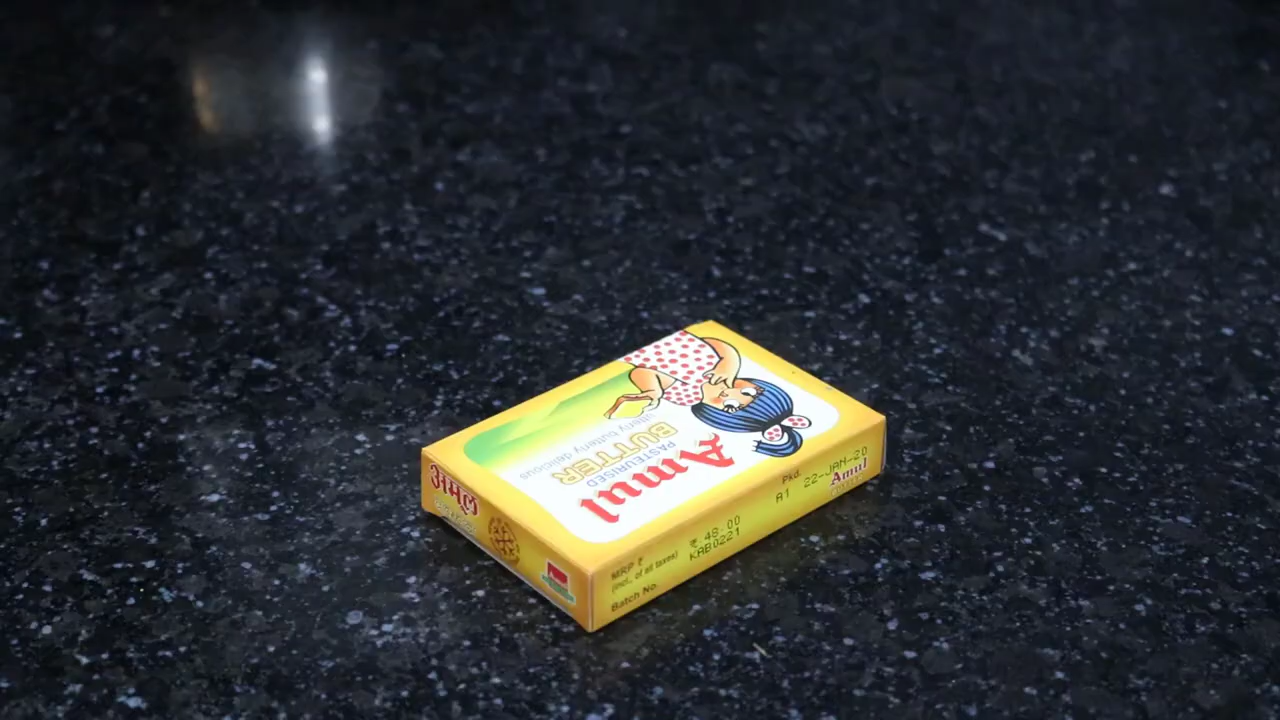 Amul
PASTEURISED
BUTTER
utterly butterly delicious
अमूल
MRP ₹
(incl. of all taxes)
₹ 48.00
Batch No.
KAB0221
Pkd.
A1 22-JAN-20
Amul